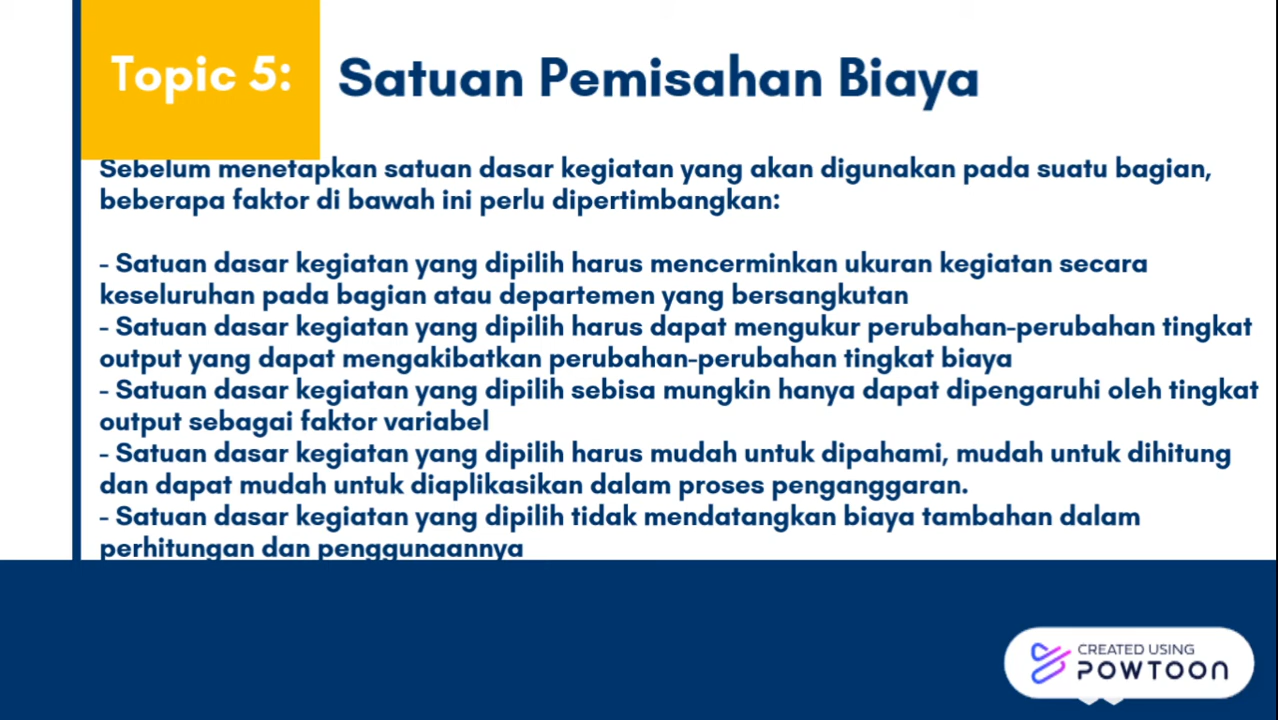 Topic 5:
Satuan Pemisahan Biaya
Sebelum menetapkan satuan dasar kegiatan yang akan digunakan pada suatu bagian,
beberapa faktor di bawah ini perlu dipertimbangkan:
- Satuan dasar kegiatan yang dipilih harus mencerminkan ukuran kegiatan secara
keseluruhan pada bagian atau departemen yang bersangkutan
- Satuan dasar kegiatan yang dipilih harus dapat mengukur perubahan-perubahan tingkat
output yang dapat mengakibatkan perubahan-perubahan tingkat biaya
- Satuan dasar kegiatan yang dipilih sebisa mungkin hanya dapat dipengaruhi oleh tingkat
output sebagai faktor variabel
- Satuan dasar kegiatan yang dipilih harus mudah untuk dipahami, mudah untuk dihitung
dan dapat mudah untuk diaplikasikan dalam proses penganggaran.
- Satuan dasar kegiatan yang dipilih tidak mendatangkan biaya tambahan dalam
perhitungan dan penggunaannya
CREATED USING
POWTOON